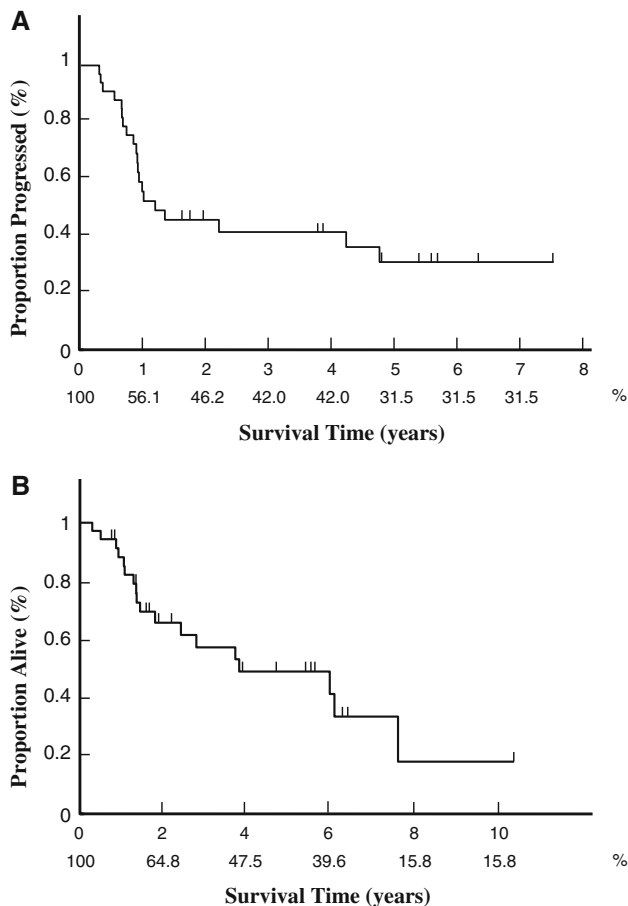 A
Proportion Progressed (%)
1
0.8
0.6
0.4
0.2
0
0 1 2 3 4 5 6 7 8
100 56.1 46.2 42.0 42.0 31.5 31.5 31.5 %
Survival Time (years)
B
Proportion Alive (%)
1
0.8
0.6
0.4
0.2
0
0 2 4 6 8 10
100 64.8 47.5 39.6 15.8 15.8 %
Survival Time (years)